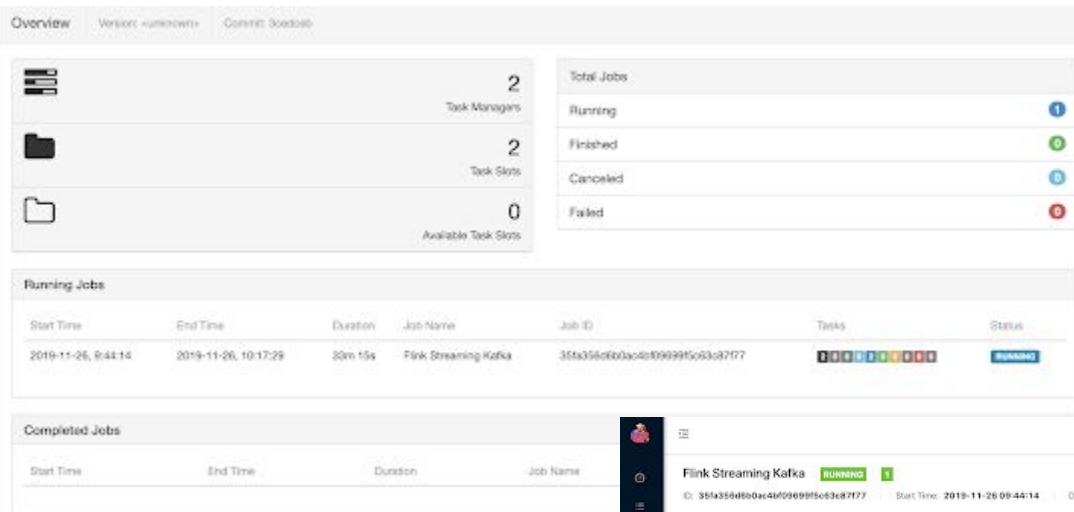 Overview Version: <unknown>
2
Task Managers
2
Task Slots
0
Available Task Slots
Total Jobs
Running 1
Finished 0
Canceled 0
Failed 0
Running Jobs
Start Time End Time Duration Job Name Job ID Tasks Status
2019-11-26, 9:44:14 2019-11-26, 10:17:29 33m 15s Flink Streaming Kafka RUNNING
Completed Jobs
Start Time End Time Duration Job Name
Flink Streaming Kafka RUNNING 1
ID: 35fa356d6b0ac4bf09699f5c63c87f77 Start Time: 2019-11-26 09:44:14